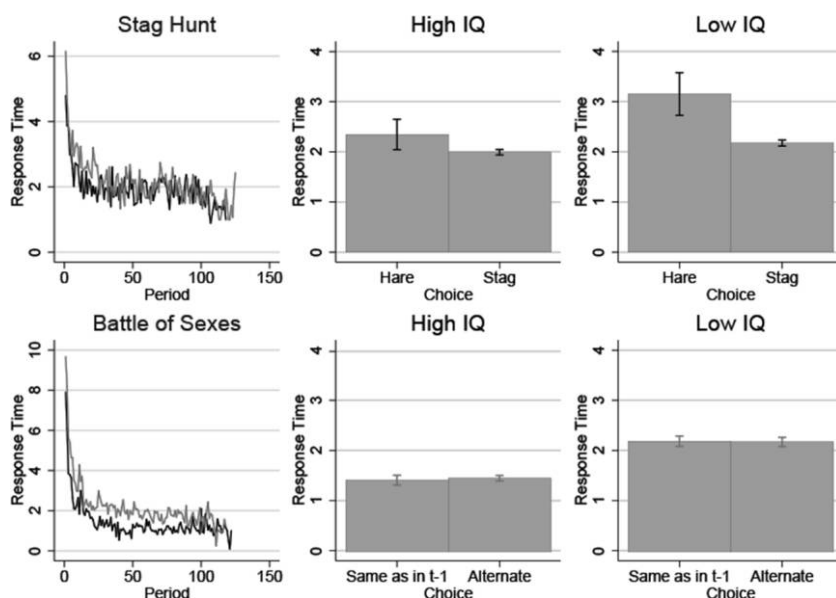 Stag Hunt
Response Time
6
4
2
0
0 50 100 150
Period
High IQ
Response Time
4
3
2
1
0
Hare Stag
Choice
Low IQ
Response Time
4
3
2
1
0
Hare Stag
Choice
Battle of Sexes
Response Time
10
8
6
4
2
0
0 50 100 150
Period
High IQ
Response Time
4
3
2
1
0
Same as in t-1 Alternate
Choice
Low IQ
Response Time
4
3
2
1
0
Same as in t-1 Alternate
Choice